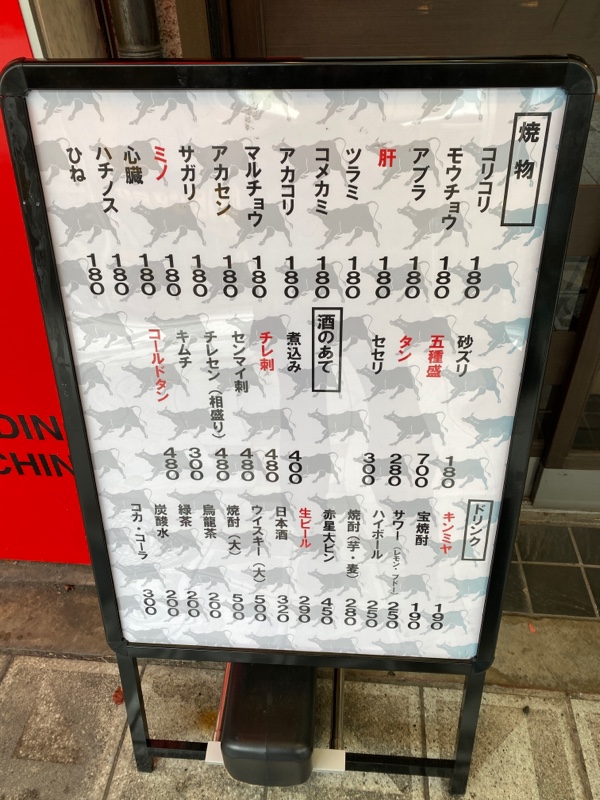 焼物
コリコリ 180
モウチョウ 180
アブラ 180
肝 180
ツラミ 180
コメカミ 180
アカコリ 180
マルチョウ 180
アカセン 180
サガリ 180
ミノ 180
心臓 180
ハチノス 180
ひね 180
砂ズリ 180
五種盛 700
タン 280
セセリ 300
酒のあて
煮込み 400
チレ刺 480
センマイ刺 480
チレセン(相盛り) 480
キムチ 300
コールドタン 480
ドリンク
キンミヤ 190
宝焼酎 190
サワー(レモン・ブドー) 250
ハイボール 250
焼酎(芋・麦) 280
赤星大ビン 450
生ビール 290
日本酒 320
ウイスキー(大) 500
焼酎(大) 500
烏龍茶 200
緑茶 200
炭酸水 200
コカ・コーラ 300